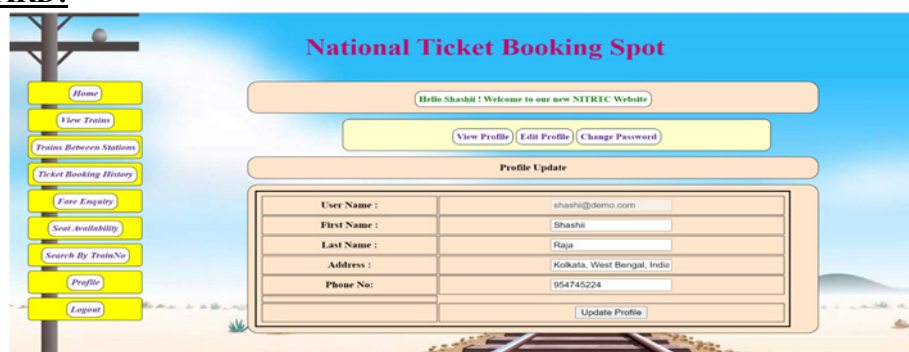 National Ticket Booking Spot
Hello Shashii ! Welcome to our new NITRTC Website
Home
View Trains
Trains Between Stations
Ticket Booking History
Fare Enquiry
Seat Availability
Search By TrainNo
Profile
Logout
View Profile Edit Profile Change Password
Profile Update
User Name : shashi@demo.com
First Name : Shashii
Last Name : Raja
Address : Kolkata, West Bengal, India
Phone No: 954745224
Update Profile